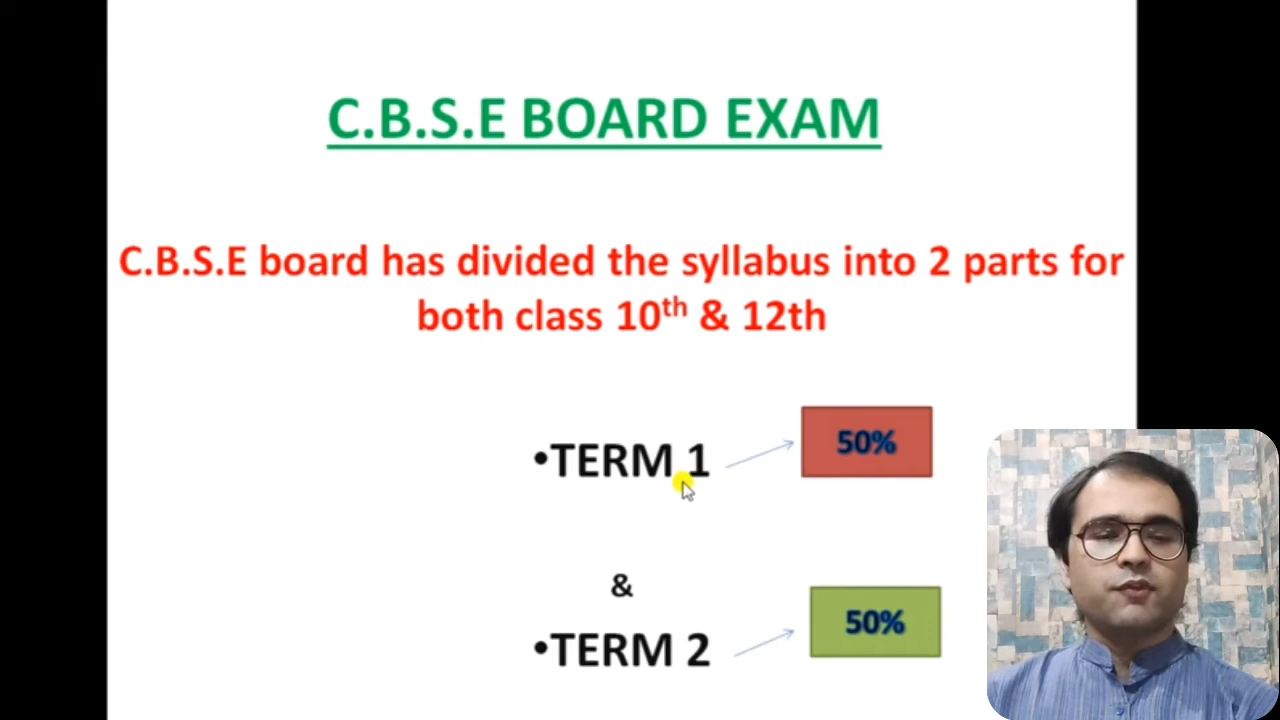 C.B.S.E BOARD EXAM
C.B.S.E board has divided the syllabus into 2 parts for
both class 10th & 12th
•TERM 1
50%
&
•TERM 2
50%